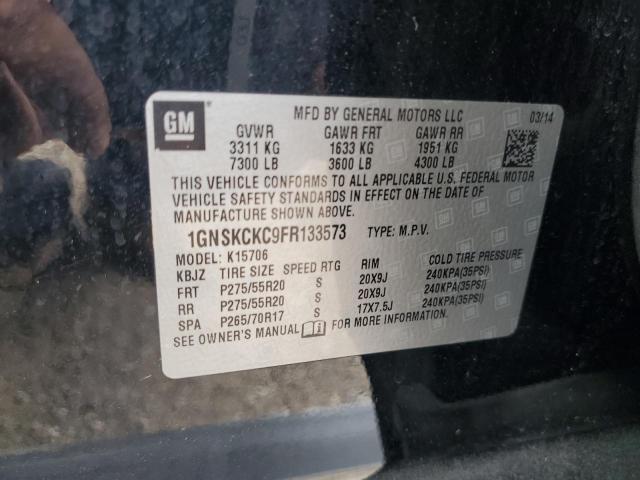 GM
MFD BY GENERAL MOTORS LLC 03/14
GVWR GAWR FRT GAWR RR
3311 KG 1633 KG 1951 KG
7300 LB 3600 LB 4300 LB
THIS VEHICLE CONFORMS TO ALL APPLICABLE U.S. FEDERAL MOTOR
VEHICLE SAFETY STANDARDS IN EFFECT ON THE DATE OF
MANUFACTURE SHOWN ABOVE.
1GNSKCKC9FR133573 TYPE: M.P.V.
MODEL: K15706
KBJZ TIRE SIZE SPEED RTG RIM COLD TIRE PRESSURE
FRT P275/55R20 S 20X9J 240KPA(35PSI)
RR P275/55R20 S 20X9J 240KPA(35PSI)
SPA P265/70R17 S 17X7.5J 240KPA(35PSI)
SEE OWNER'S MANUAL FOR MORE INFORMATION.